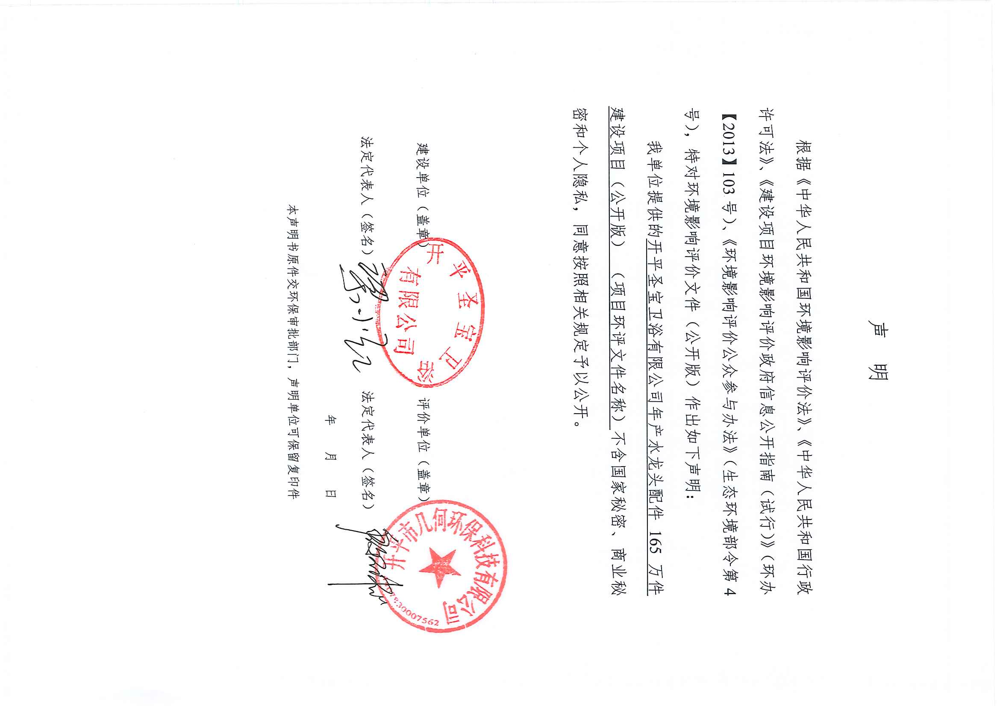 声 明
根据《中华人民共和国环境影响评价法》、《中华人民共和国行政
许可法》、《建设项目环境影响评价政府信息公开指南（试行）》（环办
【2013】103 号）、《环境影响评价公众参与办法》（生态环境部令第 4
号），特对环境影响评价文件（公开版）作出如下声明：
我单位提供的开平圣宝卫浴有限公司年产水龙头配件 165 万件
建设项目（公开版） （项目环评文件名称）不含国家秘密、商业秘
密和个人隐私，同意按照相关规定予以公开。
建设单位（盖章） 评价单位（盖章）
开平圣宝卫浴
有限公司
开平市几何环保科技有限公司
07830007562
法定代表人（签名） 法定代表人（签名）
年 月 日
本声明书原件交环保审批部门，声明单位可保留复印件